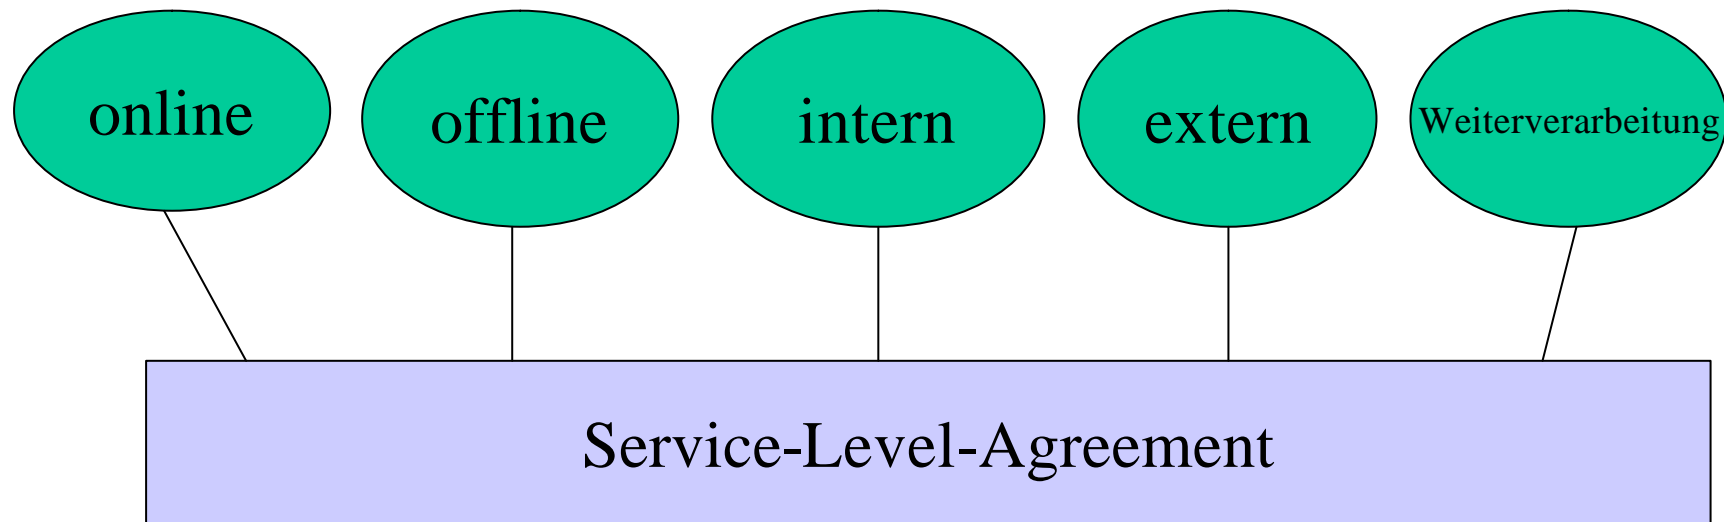 online
offline
intern
extern
Weiterverarbeitung
Service-Level-Agreement